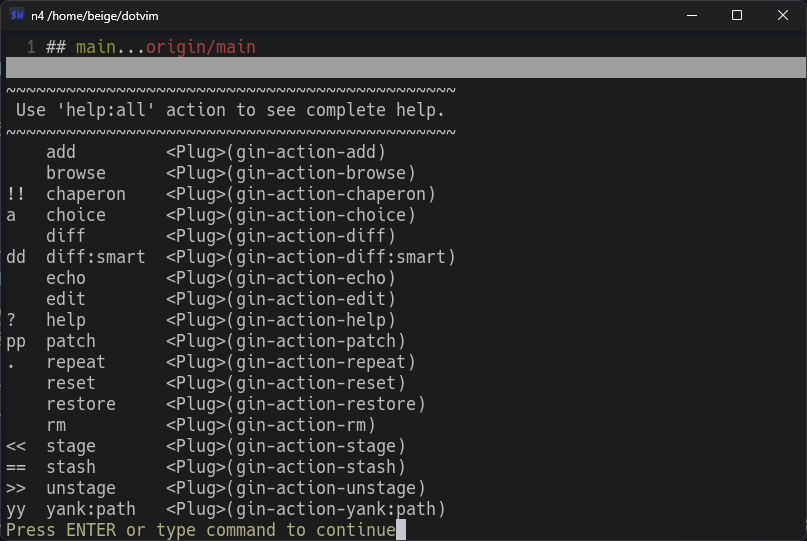 SW n4 /home/beige/dotvim
1 ## main...origin/main
~~~~~~~~~~~~~~~~~~~~~~~~~~~~~~~~~~~~~~~~~~~~~
Use 'help:all' action to see complete help.
~~~~~~~~~~~~~~~~~~~~~~~~~~~~~~~~~~~~~~~~~~~~~
add <Plug>(gin-action-add)
browse <Plug>(gin-action-browse)
!! chaperon <Plug>(gin-action-chaperon)
a choice <Plug>(gin-action-choice)
diff <Plug>(gin-action-diff)
dd diff:smart <Plug>(gin-action-diff:smart)
echo <Plug>(gin-action-echo)
edit <Plug>(gin-action-edit)
? help <Plug>(gin-action-help)
pp patch <Plug>(gin-action-patch)
. repeat <Plug>(gin-action-repeat)
reset <Plug>(gin-action-reset)
restore <Plug>(gin-action-restore)
rm <Plug>(gin-action-rm)
<< stage <Plug>(gin-action-stage)
== stash <Plug>(gin-action-stash)
>> unstage <Plug>(gin-action-unstage)
yy yank:path <Plug>(gin-action-yank:path)
Press ENTER or type command to continue